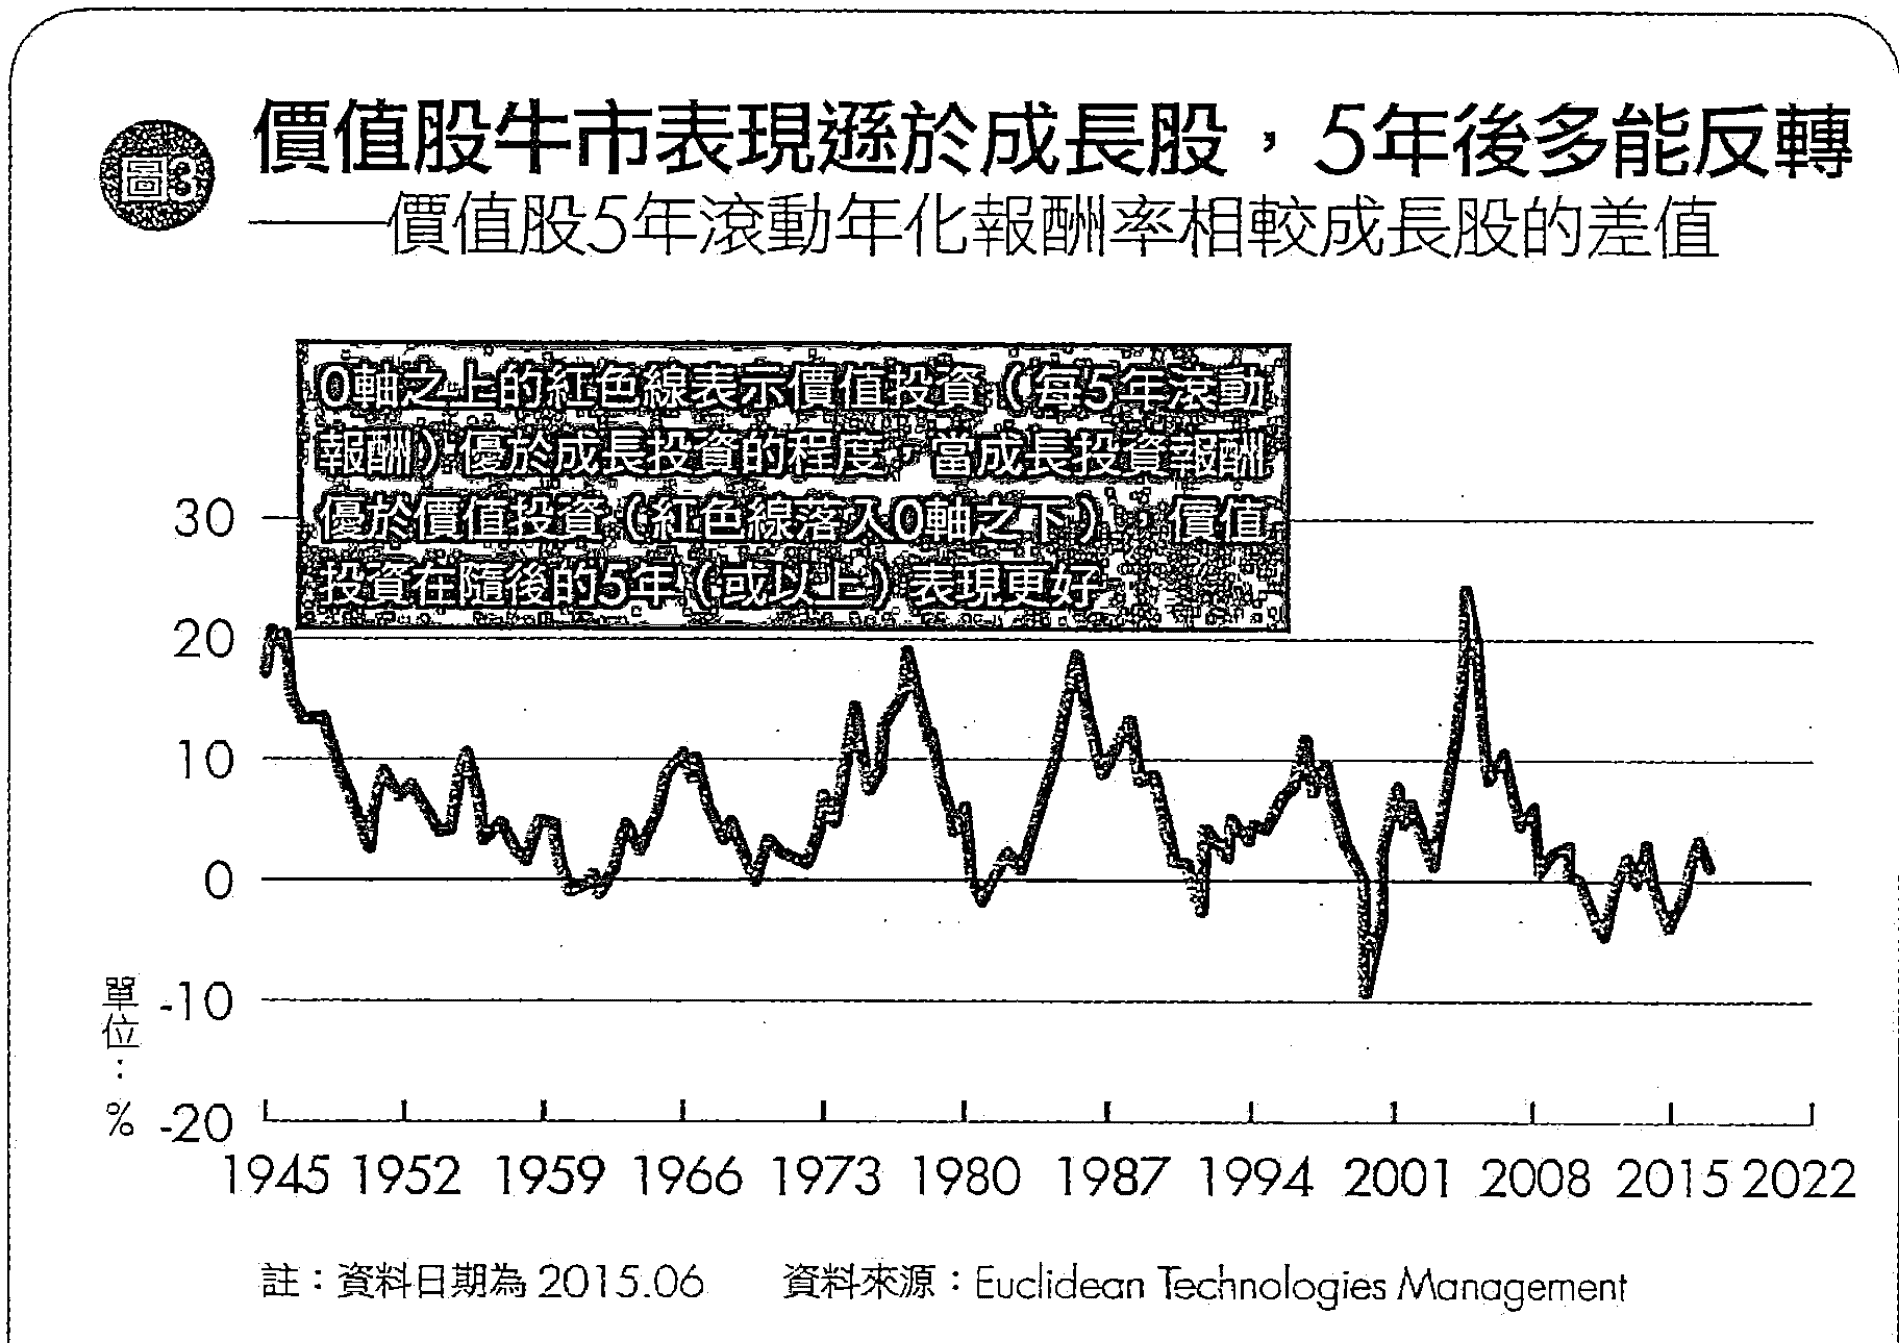 圖3
價值股牛市表現遜於成長股,5年後多能反轉
——價值股5年滾動年化報酬率相較成長股的差值
0軸之上的紅色線表示價值投資(每5年滾動
報酬)優於成長投資的程度,當成長投資報酬
優於價值投資(紅色線落入0軸之下),價值
投資在隨後的5年(或以上)表現更好
30
20
10
0
-10
-20
單位:%
1945 1952 1959 1966 1973 1980 1987 1994 2001 2008 2015 2022
註:資料日期為 2015.06 資料來源:Euclidean Technologies Management